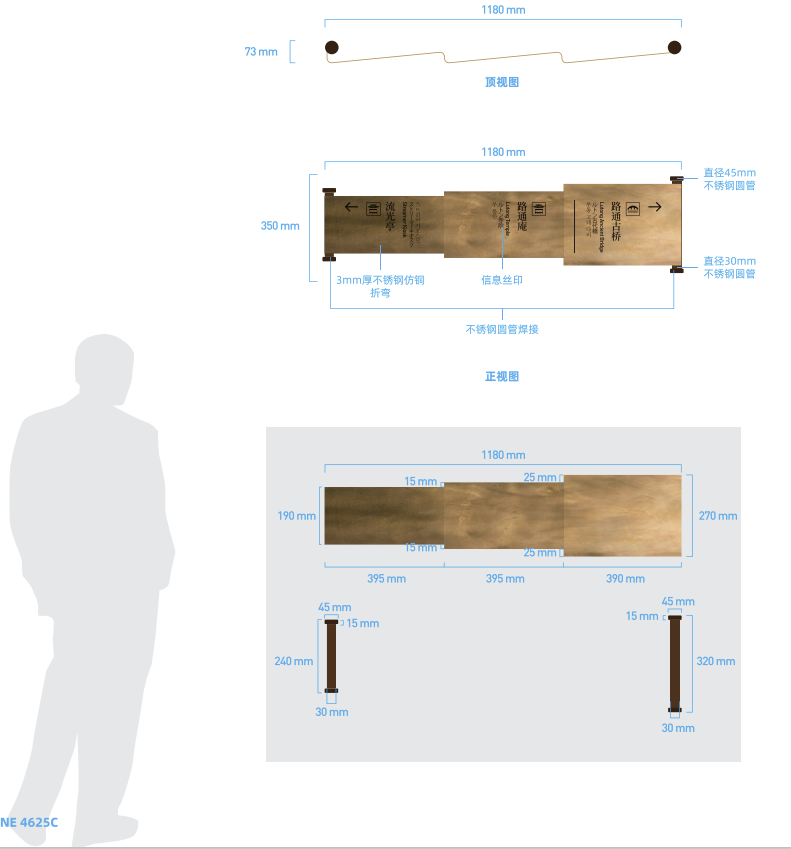 1180 mm
73 mm
顶视图
1180 mm
直径45mm
不锈钢圆管
350 mm
流光亭
路通庵
Lutong Temple
路通古桥
Lutong Ancient Bridge
直径30mm
不锈钢圆管
3mm厚不锈钢仿铜
折弯
信息丝印
不锈钢圆管焊接
正视图
1180 mm
15 mm
25 mm
190 mm
270 mm
15 mm
25 mm
395 mm
395 mm
390 mm
45 mm
15 mm
240 mm
30 mm
45 mm
15 mm
320 mm
30 mm
NE 4625C